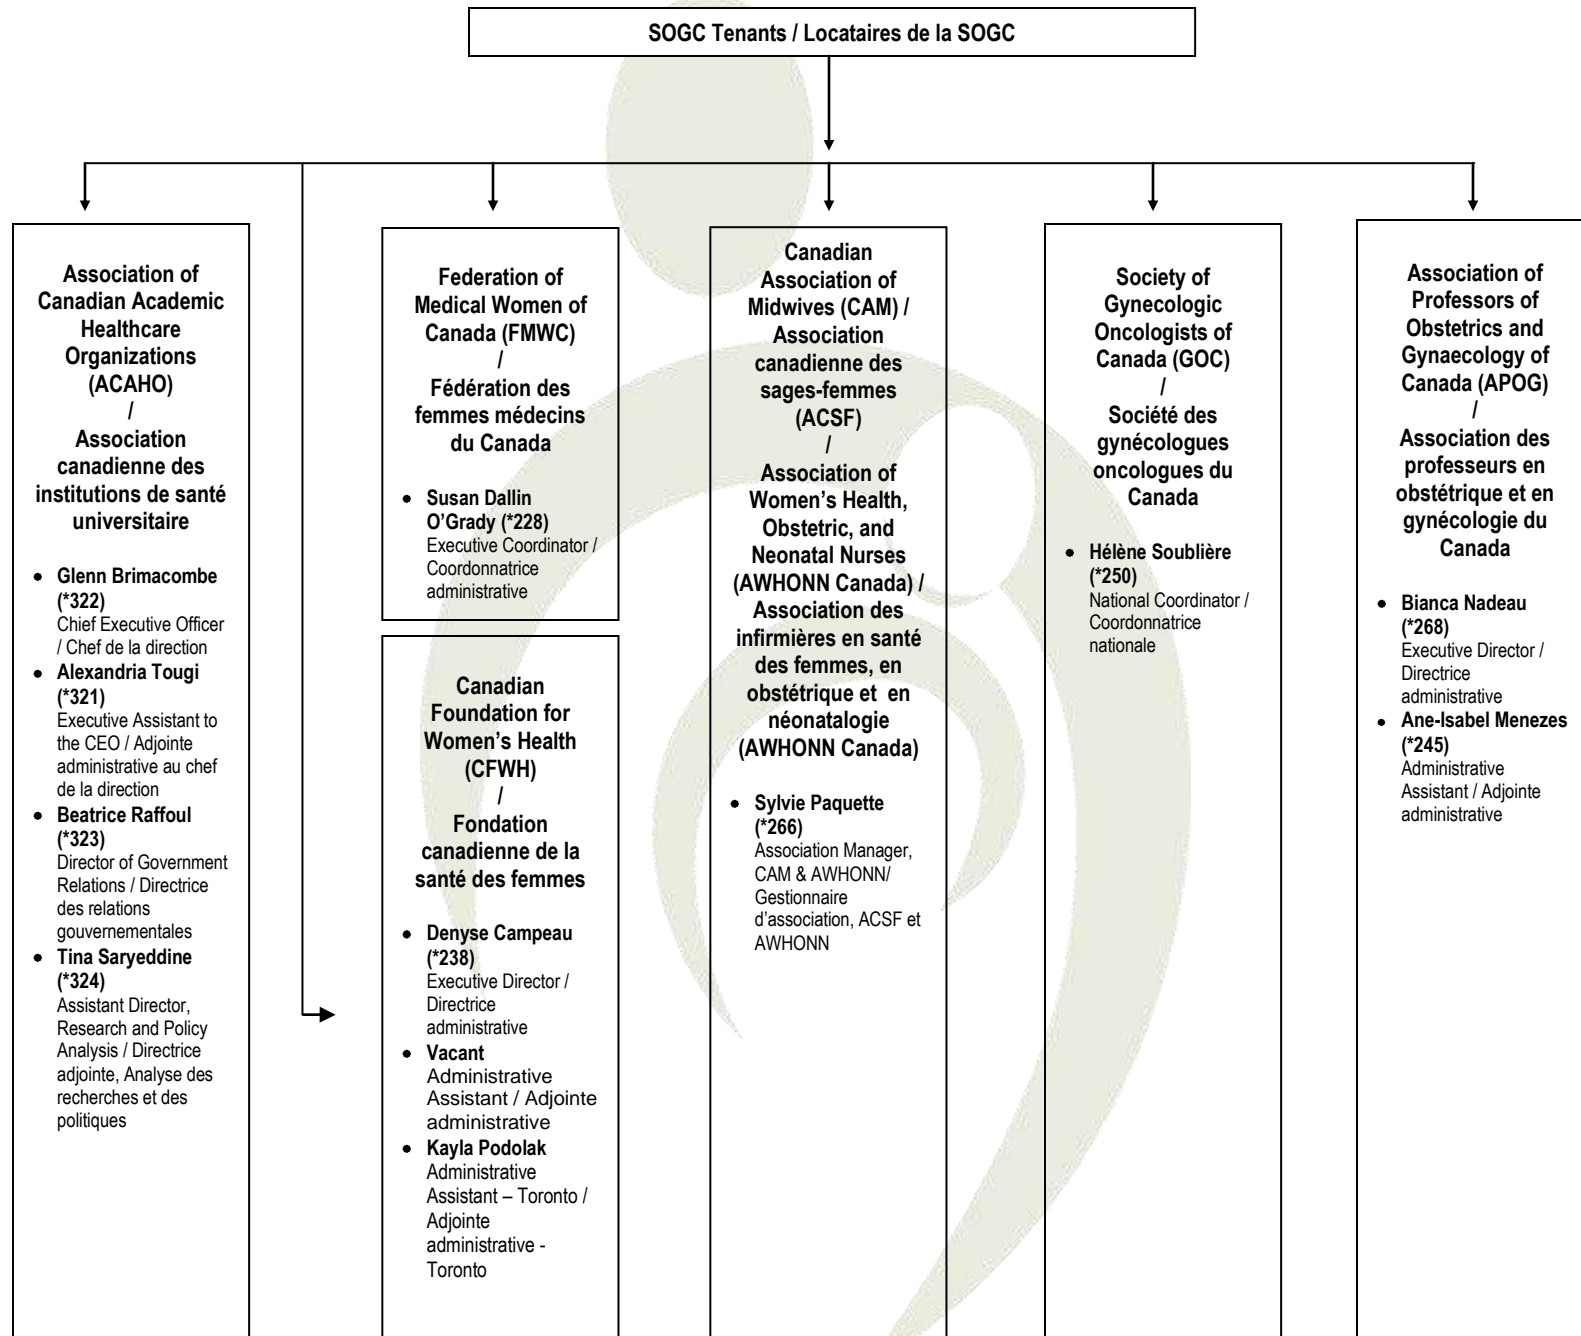 SOGC Tenants / Locataires de la SOGC
Association of
Canadian Academic
Healthcare
Organizations
(ACAHO)
/
Association
canadienne des
institutions de santé
universitaire
• Glenn Brimacombe
(*322)
Chief Executive Officer
/ Chef de la direction
• Alexandria Tougi
(*321)
Executive Assistant to
the CEO / Adjointe
administrative au chef
de la direction
• Beatrice Raffoul
(*323)
Director of Government
Relations / Directrice
des relations
gouvernementales
• Tina Saryeddine
(*324)
Assistant Director,
Research and Policy
Analysis / Directrice
adjointe, Analyse des
recherches et des
politiques
Federation of
Medical Women of
Canada (FMWC)
/
Fédération des
femmes médecins
du Canada
• Susan Dallin
O’Grady (*228)
Executive Coordinator /
Coordonnatrice
administrative
Canadian
Foundation for
Women’s Health
(CFWH)
/
Fondation
canadienne de la
santé des femmes
• Denyse Campeau
(*238)
Executive Director /
Directrice
administrative
• Vacant
Administrative
Assistant / Adjointe
administrative
• Kayla Podolak
Administrative
Assistant – Toronto /
Adjointe
administrative -
Toronto
Canadian
Association of
Midwives (CAM) /
Association
canadienne des
sages-femmes
(ACSF)
/
Association of
Women’s Health,
Obstetric, and
Neonatal Nurses
(AWHONN Canada) /
Association des
infirmières en santé
des femmes, en
obstétrique et en
néonatalogie
(AWHONN Canada)
• Sylvie Paquette
(*266)
Association Manager,
CAM & AWHONN/
Gestionnaire
d’association, ACSF et
AWHONN
Society of
Gynecologic
Oncologists of
Canada (GOC)
/
Société des
gynécologues
oncologues du
Canada
• Hélène Soublière
(*250)
National Coordinator /
Coordonnatrice
nationale
Association of
Professors of
Obstetrics and
Gynaecology of
Canada (APOG)
/
Association des
professeurs en
obstétrique et en
gynécologie du
Canada
• Bianca Nadeau
(*268)
Executive Director /
Directrice
administrative
• Ane-Isabel Menezes
(*245)
Administrative
Assistant / Adjointe
administrative